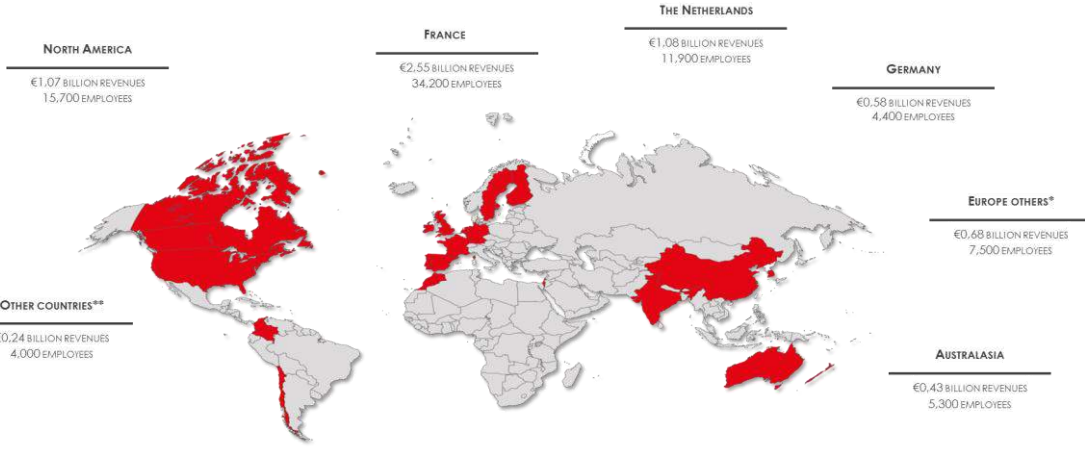 THE NETHERLANDS
€1,08 BILLION REVENUES
11,900 EMPLOYEES
FRANCE
€2,55 BILLION REVENUES
34,200 EMPLOYEES
NORTH AMERICA
€1,07 BILLION REVENUES
15,700 EMPLOYEES
GERMANY
€0,58 BILLION REVENUES
4,400 EMPLOYEES
EUROPE OTHERS*
€0,68 BILLION REVENUES
7,500 EMPLOYEES
OTHER COUNTRIES**
€0,24 BILLION REVENUES
4,000 EMPLOYEES
AUSTRALASIA
€0,43 BILLION REVENUES
5,300 EMPLOYEES